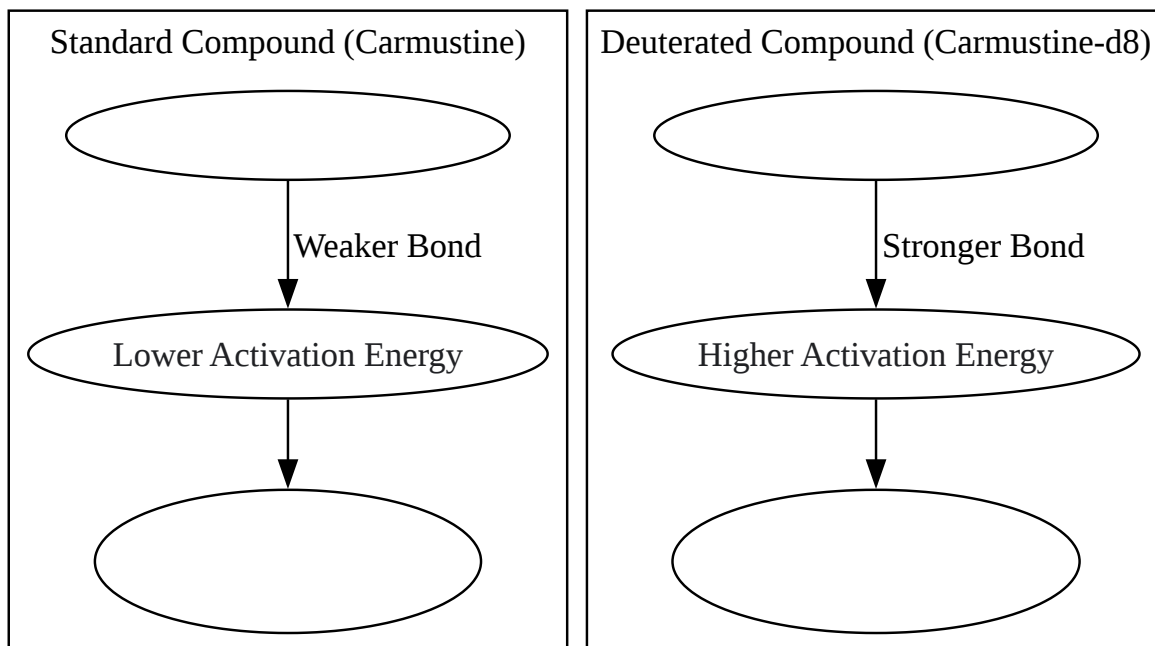 Standard Compound (Carmustine)
Weaker Bond
Lower Activation Energy
Deuterated Compound (Carmustine-d8)
Stronger Bond
Higher Activation Energy